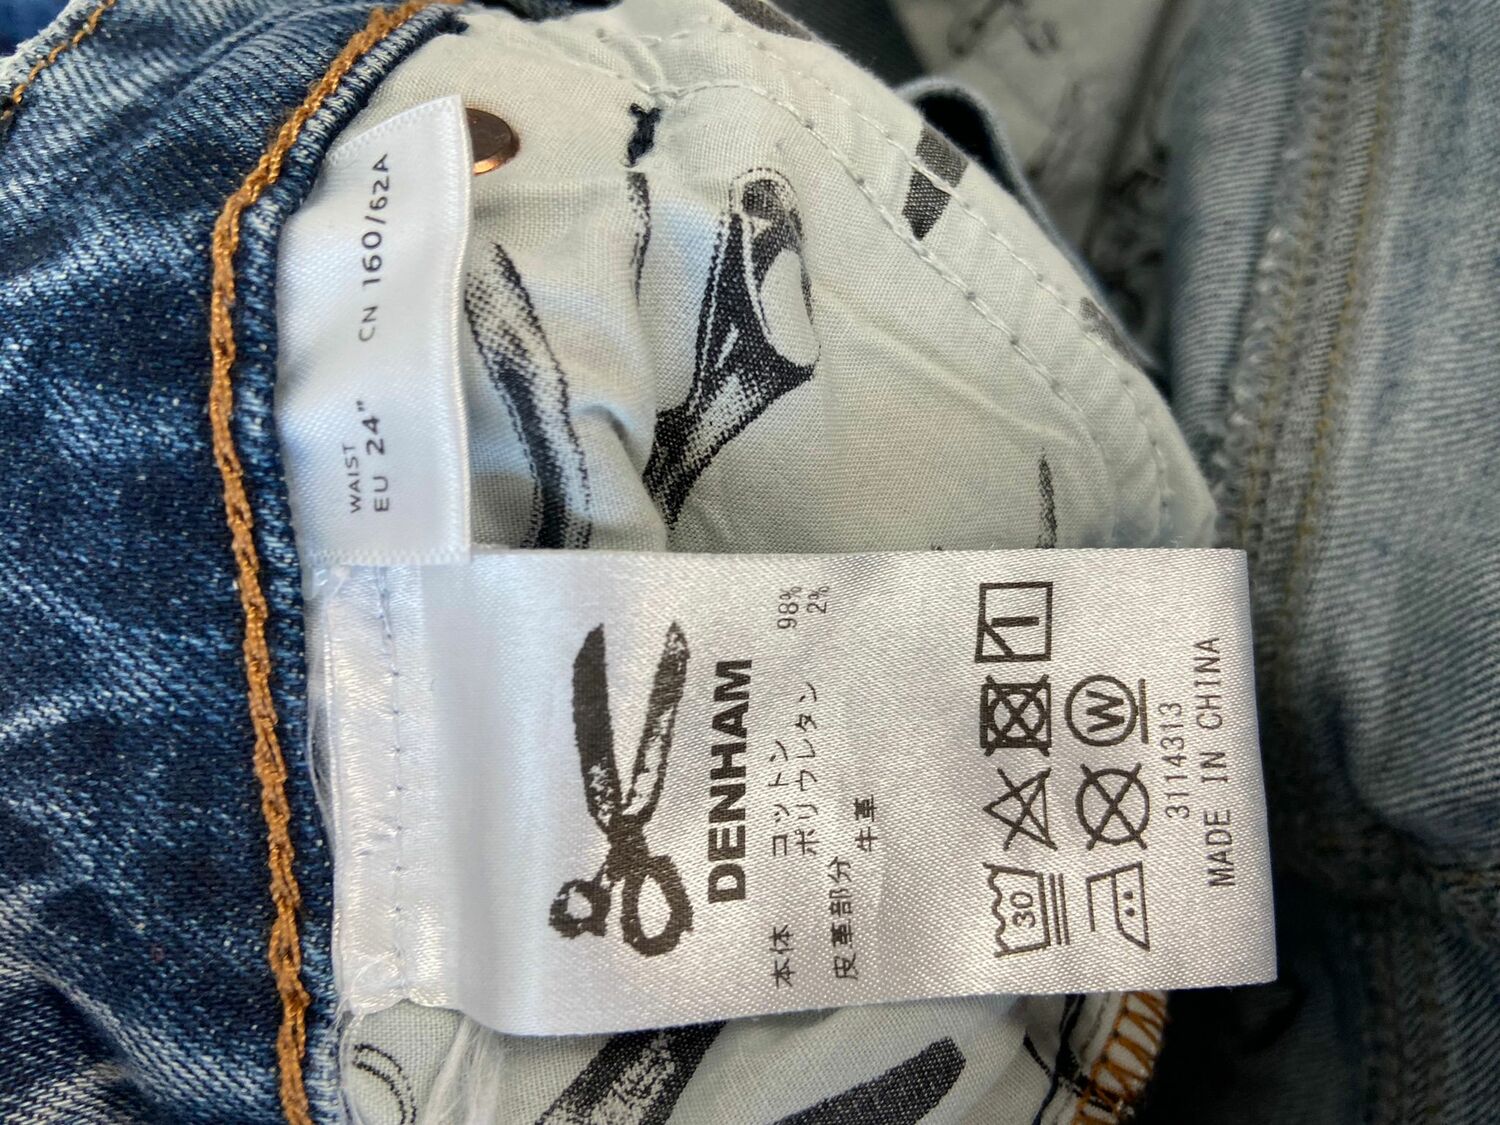 WAIST
EU 24"
CN 160/62A
DENHAM
本体 コットン 98%
ポリウレタン 2%
皮革部分
牛革
30
W
3114313
MADE IN CHINA